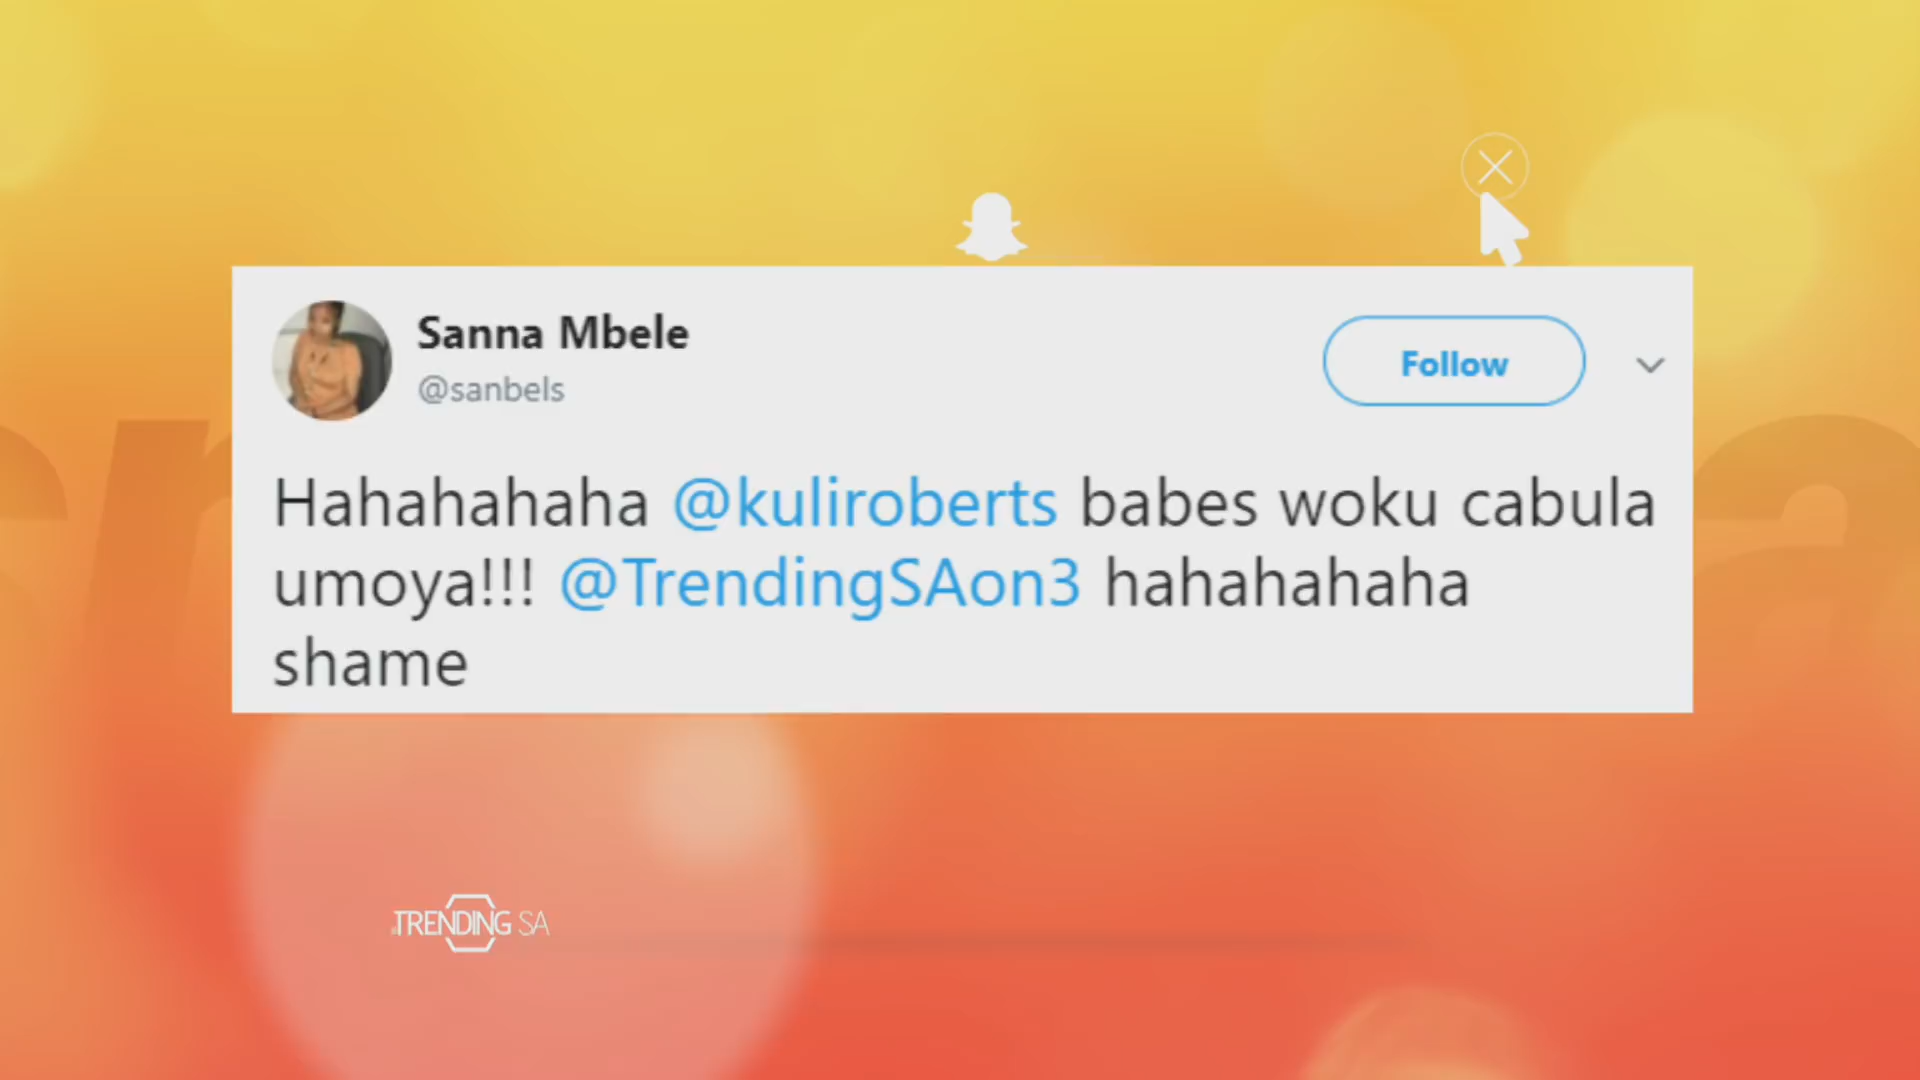 Sanna Mbele
@sanbels
Follow
Hahahahaha @kuliroberts babes woku cabula
umoya!!! @TrendingSAon3 hahahahaha
shame
TRENDING SA